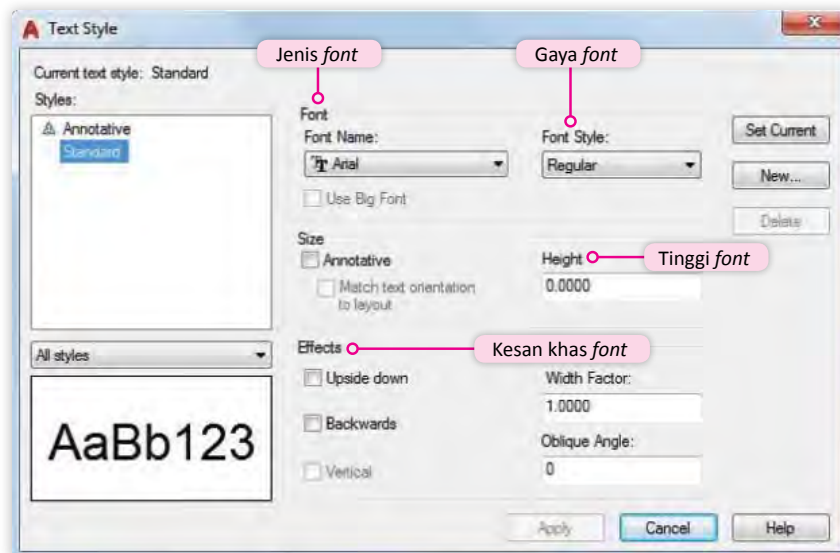 Text Style
Jenis font
Gaya font
Current text style: Standard
Styles:
Annotative
Standard
Font
Font Name:
Font Style:
Arial
Regular
Use Big Font
Set Current
New...
Delete
Size
Annotative
Match text orientation
to layout
Height
Tinggi font
0.0000
All styles
AaBb123
Effects
Kesan khas font
Upside down
Backwards
Vertical
Width Factor:
1.0000
Oblique Angle:
0
Apply
Cancel
Help